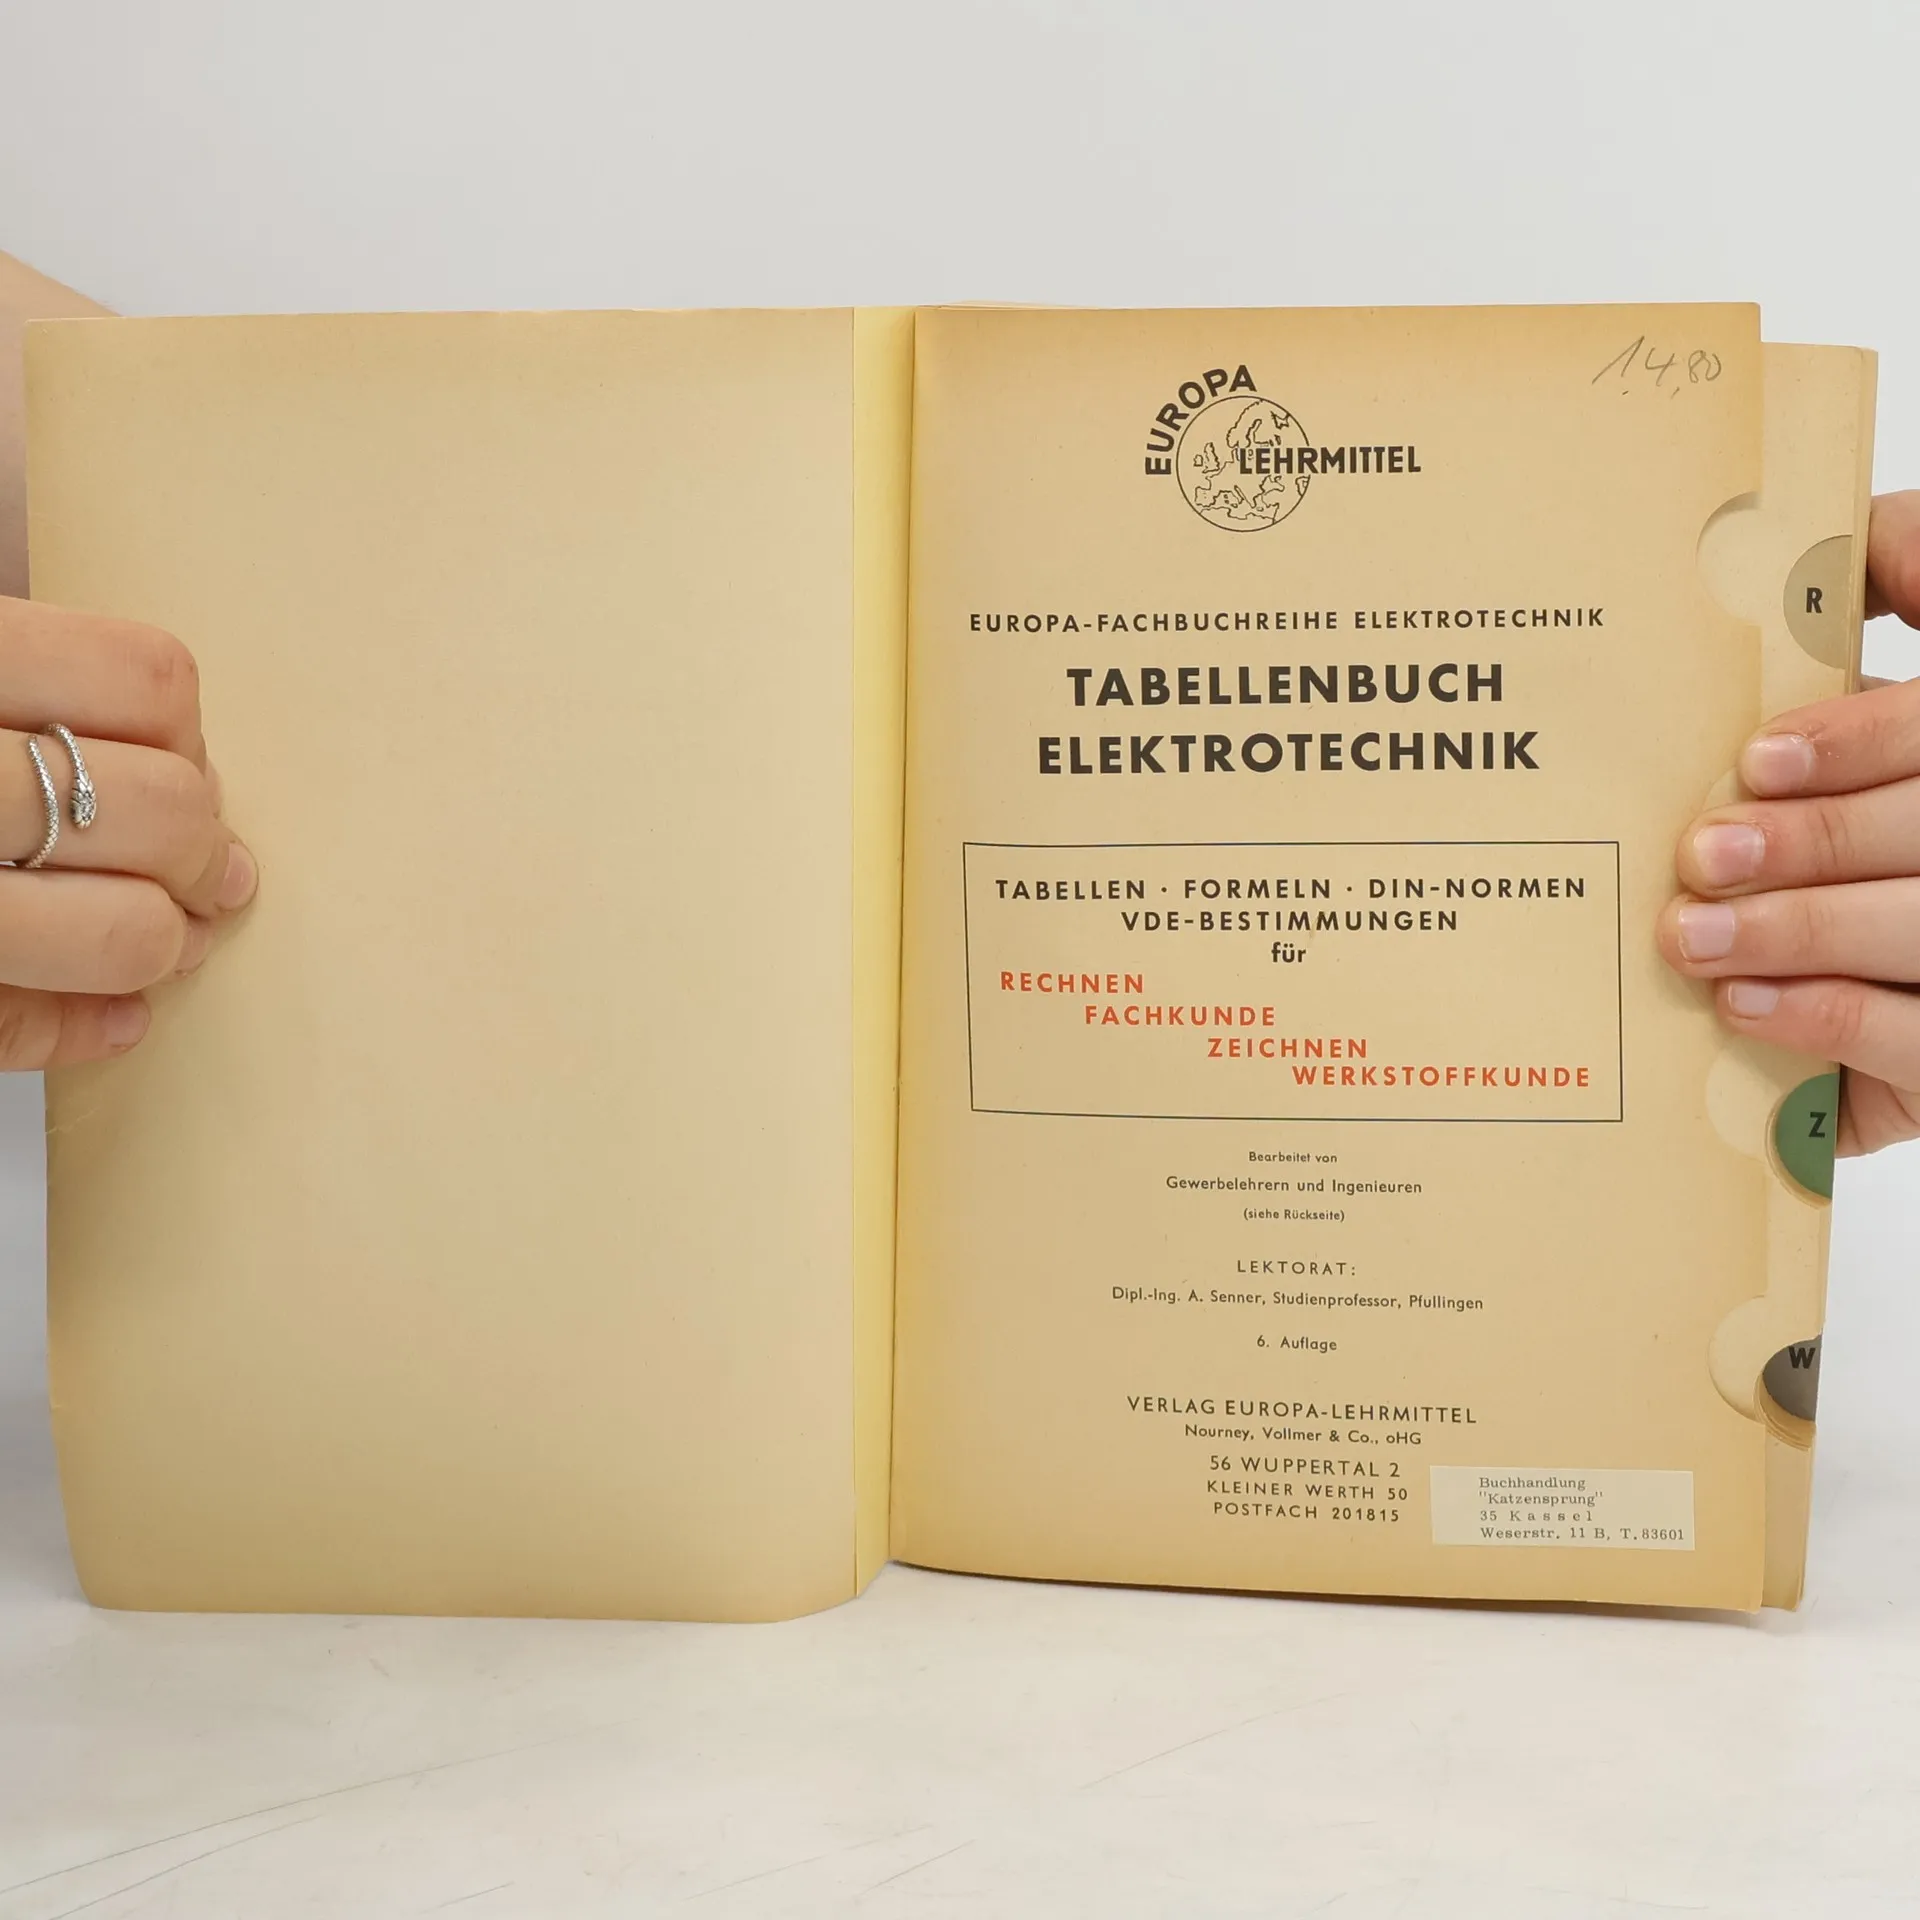 14,80
EUROPA
LEHRMITTEL
EUROPA-FACHBUCHREIHE ELEKTROTECHNIK
TABELLENBUCH
ELEKTROTECHNIK
TABELLEN · FORMELN · DIN-NORMEN
VDE-BESTIMMUNGEN
für
RECHNEN
FACHKUNDE
ZEICHNEN
WERKSTOFFKUNDE
Bearbeitet von
Gewerbelehrern und Ingenieuren
(siehe Rückseite)
LEKTORAT:
Dipl.-Ing. A. Senner, Studienprofessor, Pfullingen
6. Auflage
VERLAG EUROPA-LEHRMITTEL
Nourney, Vollmer & Co., oHG
56 WUPPERTAL 2
KLEINER WERTH 50
POSTFACH 201815
Buchhandlung
"Katzensprung"
35 Kassel
Weserstr. 11 B, T.83601
R
Z
W